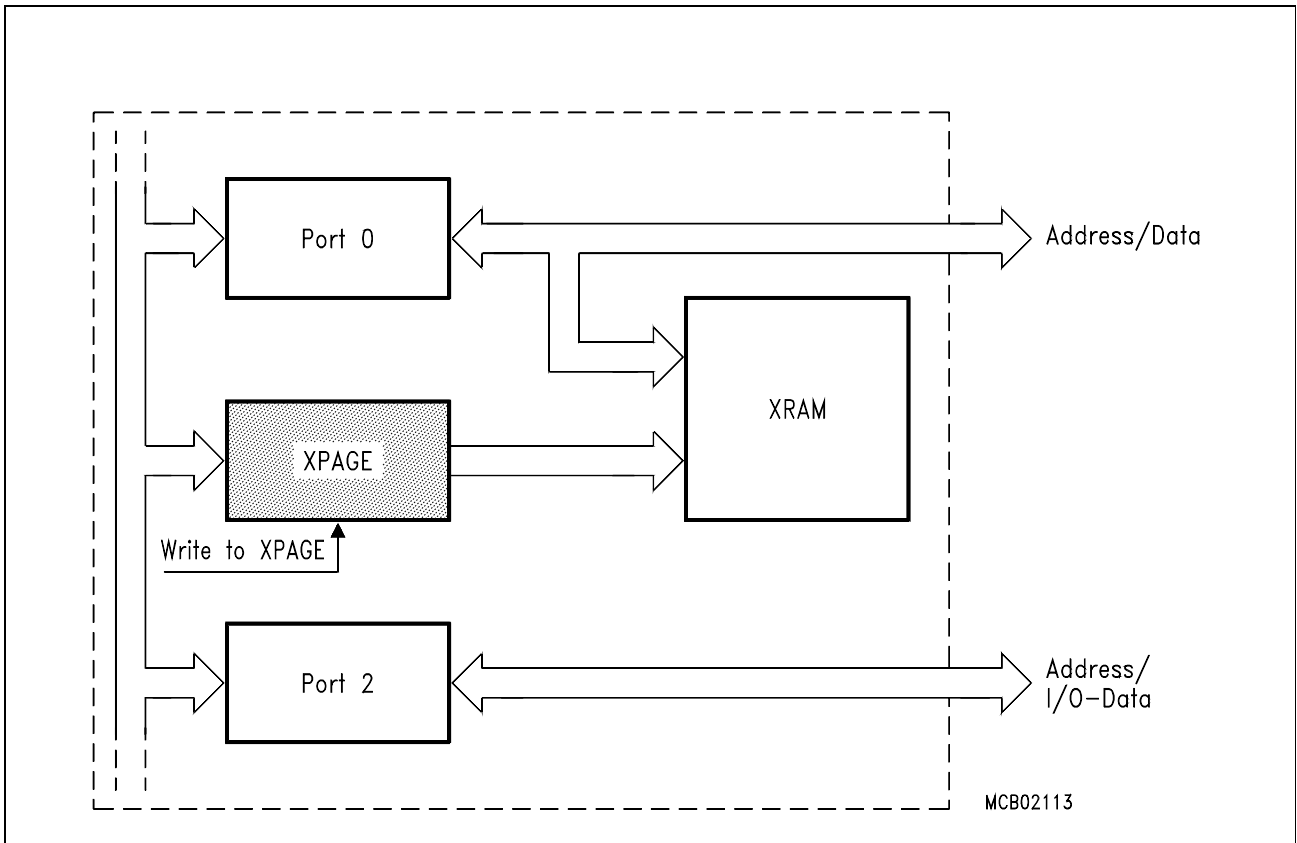 Port 0
Address/Data
XRAM
XPAGE
Write to XPAGE
Port 2
Address/
I/O-Data
MCB02113